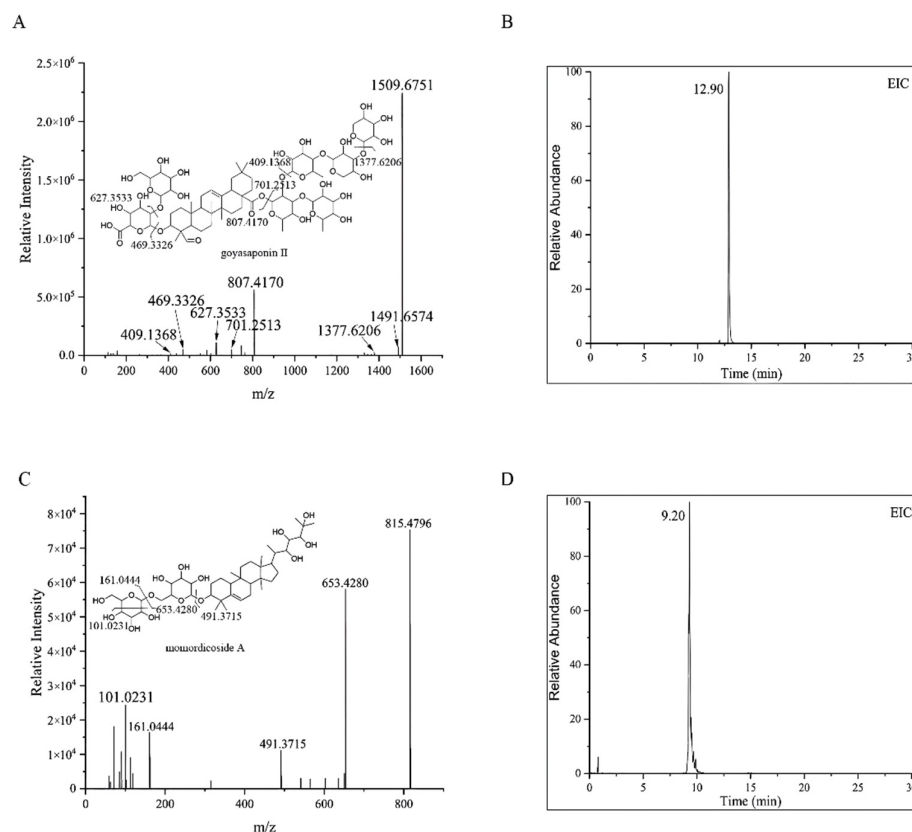 A
2.5×10⁶
2.0×10⁶
1.5×10⁶
1.0×10⁶
5.0×10⁵
0.0
Relative Intensity
0 200 400 600 800 1000 1200 1400 1600
m/z
1509.6751
1491.6574
1377.6206
807.4170
701.2513
627.3533
469.3326
409.1368
409.1368
701.2513
1377.6206
807.4170
627.3533
469.3326
goyasaponin II
B
EIC
12.90
100
80
60
40
20
0
Relative Abundance
0 5 10 15 20 25 30
Time (min)
C
8×10⁴
7×10⁴
6×10⁴
5×10⁴
4×10⁴
3×10⁴
2×10⁴
1×10⁴
0
Relative Intensity
0 200 400 600 800
m/z
815.4796
653.4280
491.3715
161.0444
101.0231
161.0444
653.4280
491.3715
101.0231
momordicoside A
D
EIC
9.20
100
80
60
40
20
0
Relative Abundance
0 5 10 15 20 25 30
Time (min)